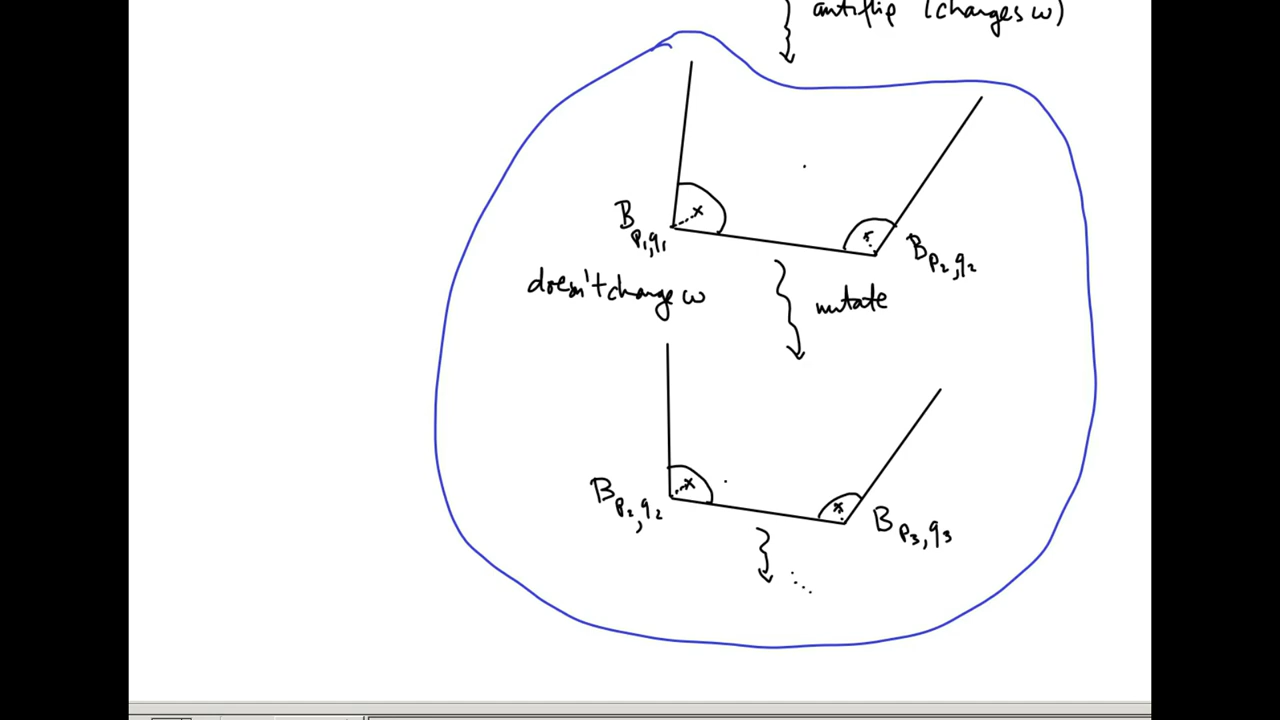 antiflip (changes ω)
B p₁,q₁
B p₂,q₂
doesn't change ω
mutate
B p₂,q₂
B p₃,q₃